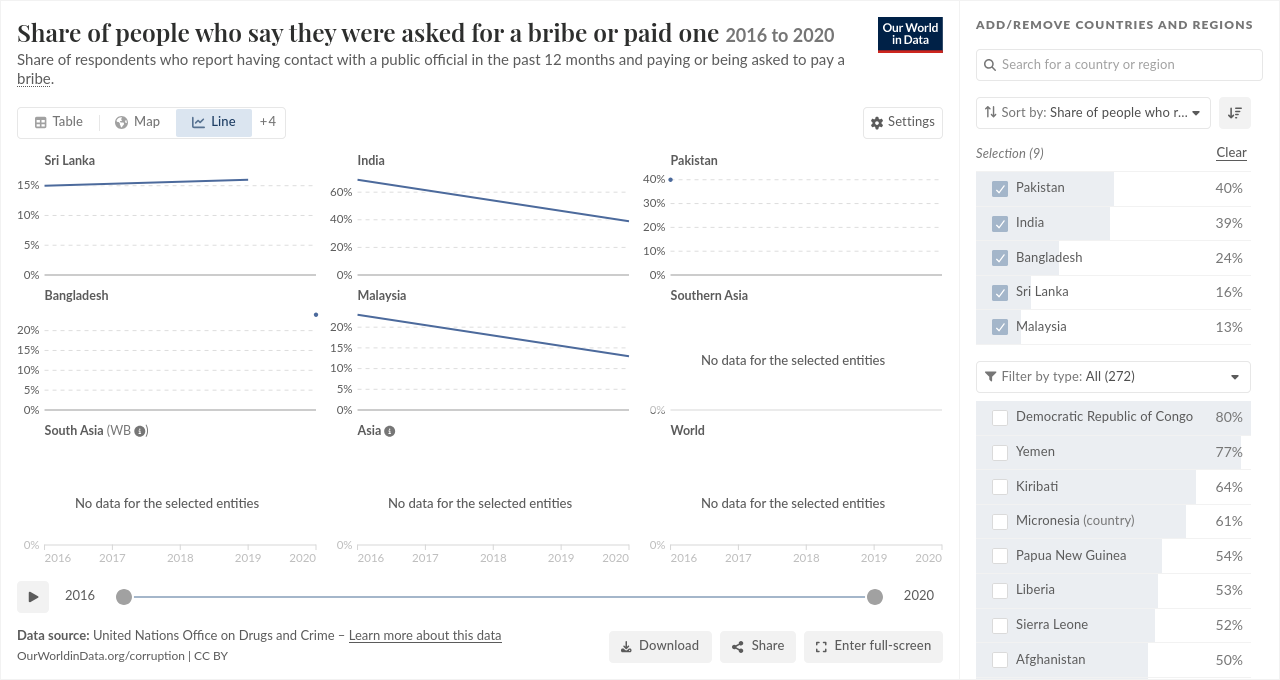 Share of people who say they were asked for a bribe or paid one 2016 to 2020
Our World in Data
Share of respondents who report having contact with a public official in the past 12 months and paying or being asked to pay a
bribe.
Table
Map
Line
+4
Settings
Sri Lanka
15%
10%
5%
0%
India
60%
40%
20%
0%
Pakistan
40%
30%
20%
10%
0%
Bangladesh
20%
15%
10%
5%
0%
Malaysia
20%
15%
10%
5%
0%
Southern Asia
No data for the selected entities
0%
South Asia (WB)
No data for the selected entities
0%
2016 2017 2018 2019 2020
Asia
No data for the selected entities
0%
2016 2017 2018 2019 2020
World
No data for the selected entities
0%
2016 2017 2018 2019 2020
2016
2020
Data source: United Nations Office on Drugs and Crime – Learn more about this data
OurWorldinData.org/corruption | CC BY
Download
Share
Enter full-screen
ADD/REMOVE COUNTRIES AND REGIONS
Search for a country or region
Sort by: Share of people who r...
Selection (9)
Clear
Pakistan 40%
India 39%
Bangladesh 24%
Sri Lanka 16%
Malaysia 13%
Filter by type: All (272)
Democratic Republic of Congo 80%
Yemen 77%
Kiribati 64%
Micronesia (country) 61%
Papua New Guinea 54%
Liberia 53%
Sierra Leone 52%
Afghanistan 50%